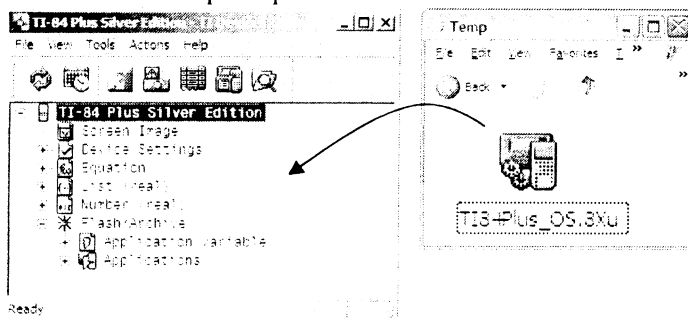 TI-84 Plus Silver Edition
File View Tools Actions Help
TI-84 Plus Silver Edition
Screen Image
Device Settings
Equation
List (real)
Number (real)
Flash/Archive
Application Variable
Applications
Ready
Temp
File Edit View Favorites T »
Back
»
TI84Plus_OS.8Xu